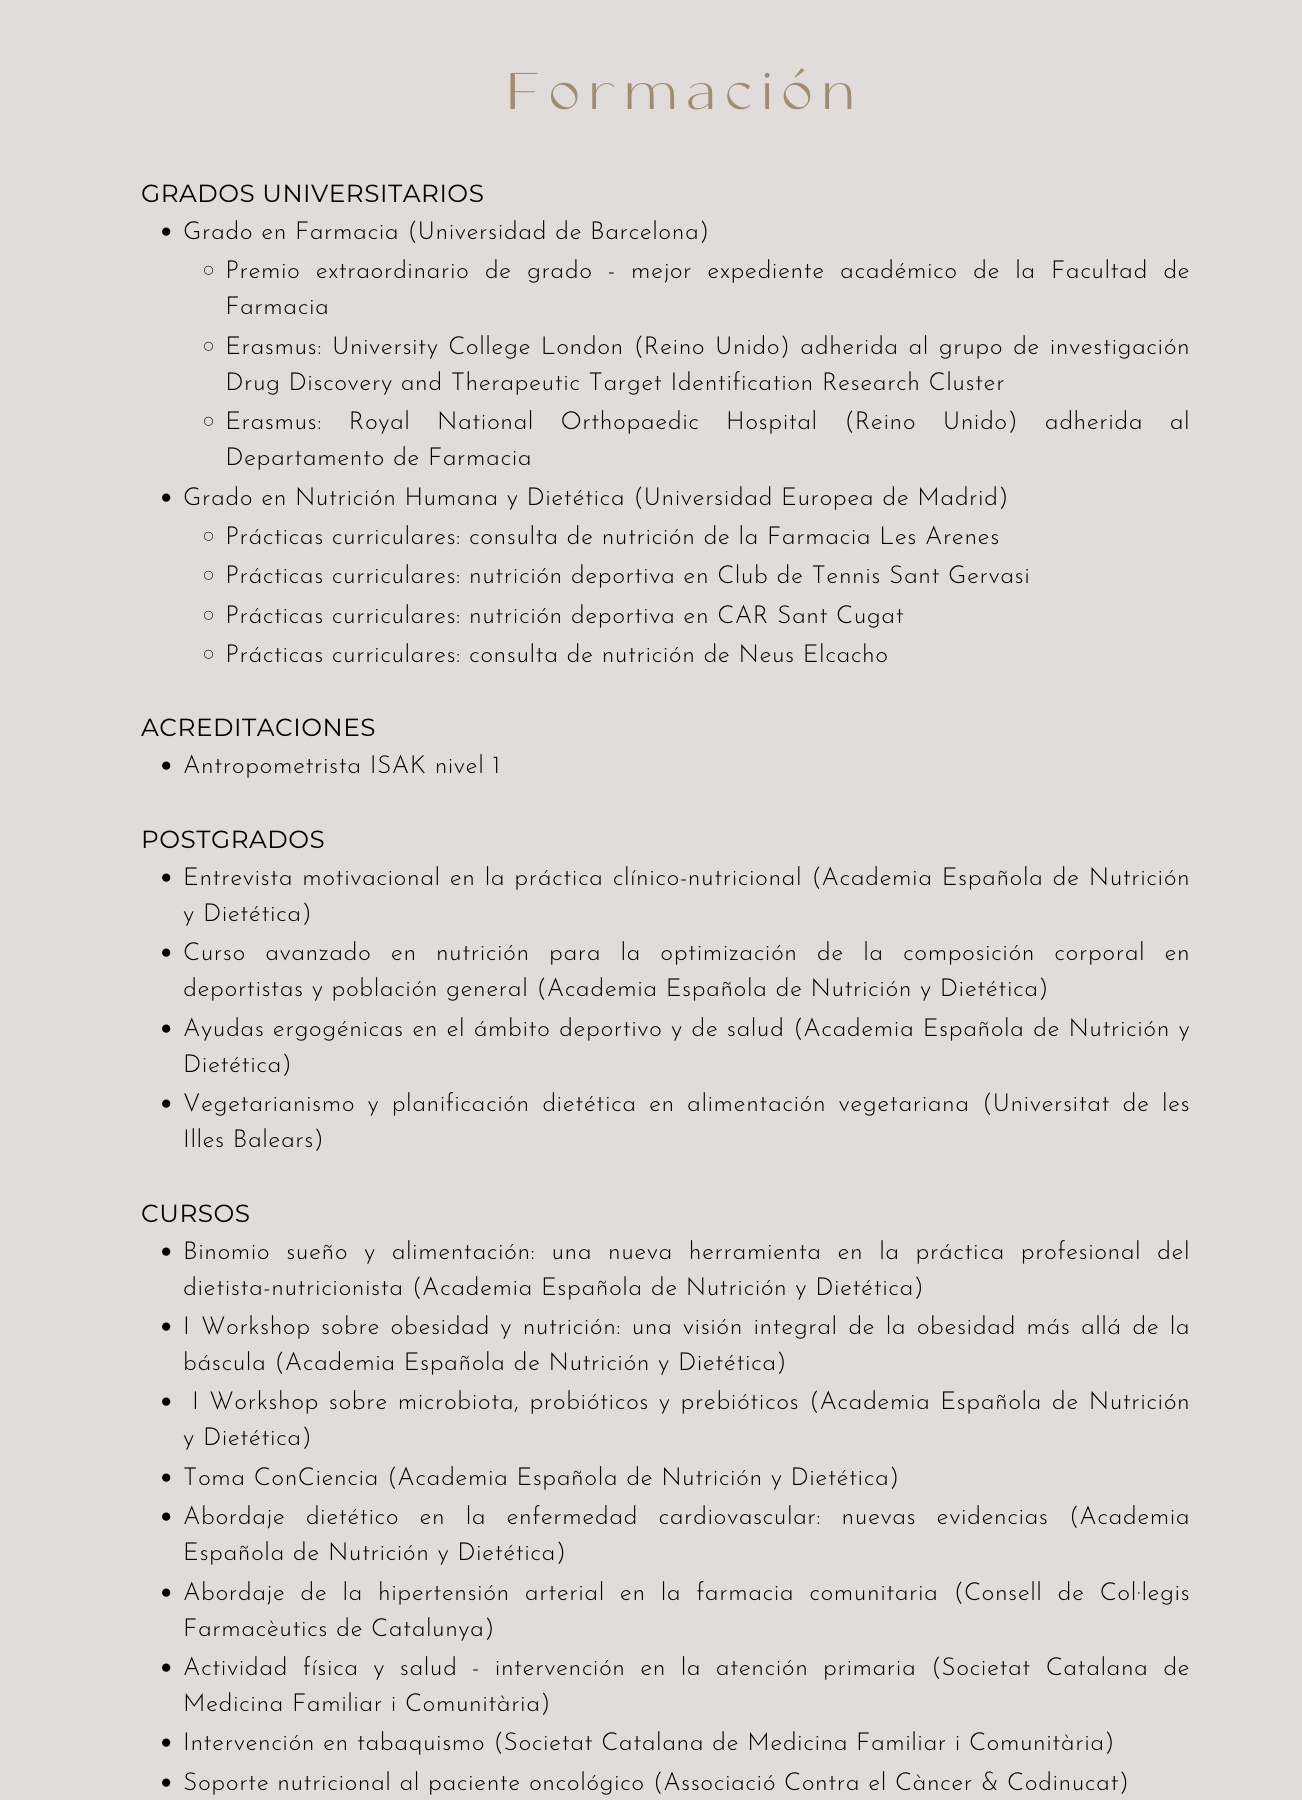 Formación
GRADOS UNIVERSITARIOS
• Grado en Farmacia (Universidad de Barcelona)
◦ Premio extraordinario de grado - mejor expediente académico de la Facultad de
Farmacia
◦ Erasmus: University College London (Reino Unido) adherida al grupo de investigación
Drug Discovery and Therapeutic Target Identification Research Cluster
◦ Erasmus: Royal National Orthopaedic Hospital (Reino Unido) adherida al
Departamento de Farmacia
• Grado en Nutrición Humana y Dietética (Universidad Europea de Madrid)
◦ Prácticas curriculares: consulta de nutrición de la Farmacia Les Arenes
◦ Prácticas curriculares: nutrición deportiva en Club de Tennis Sant Gervasi
◦ Prácticas curriculares: nutrición deportiva en CAR Sant Cugat
◦ Prácticas curriculares: consulta de nutrición de Neus Elcacho
ACREDITACIONES
• Antropometrista ISAK nivel 1
POSTGRADOS
• Entrevista motivacional en la práctica clínico-nutricional (Academia Española de Nutrición
y Dietética)
• Curso avanzado en nutrición para la optimización de la composición corporal en
deportistas y población general (Academia Española de Nutrición y Dietética)
• Ayudas ergogénicas en el ámbito deportivo y de salud (Academia Española de Nutrición y
Dietética)
• Vegetarianismo y planificación dietética en alimentación vegetariana (Universitat de les
Illes Balears)
CURSOS
• Binomio sueño y alimentación: una nueva herramienta en la práctica profesional del
dietista-nutricionista (Academia Española de Nutrición y Dietética)
• I Workshop sobre obesidad y nutrición: una visión integral de la obesidad más allá de la
báscula (Academia Española de Nutrición y Dietética)
• I Workshop sobre microbiota, probióticos y prebióticos (Academia Española de Nutrición
y Dietética)
• Toma ConCiencia (Academia Española de Nutrición y Dietética)
• Abordaje dietético en la enfermedad cardiovascular: nuevas evidencias (Academia
Española de Nutrición y Dietética)
• Abordaje de la hipertensión arterial en la farmacia comunitaria (Consell de Col·legis
Farmacèutics de Catalunya)
• Actividad física y salud - intervención en la atención primaria (Societat Catalana de
Medicina Familiar i Comunitària)
• Intervención en tabaquismo (Societat Catalana de Medicina Familiar i Comunitària)
• Soporte nutricional al paciente oncológico (Associació Contra el Càncer & Codinucat)